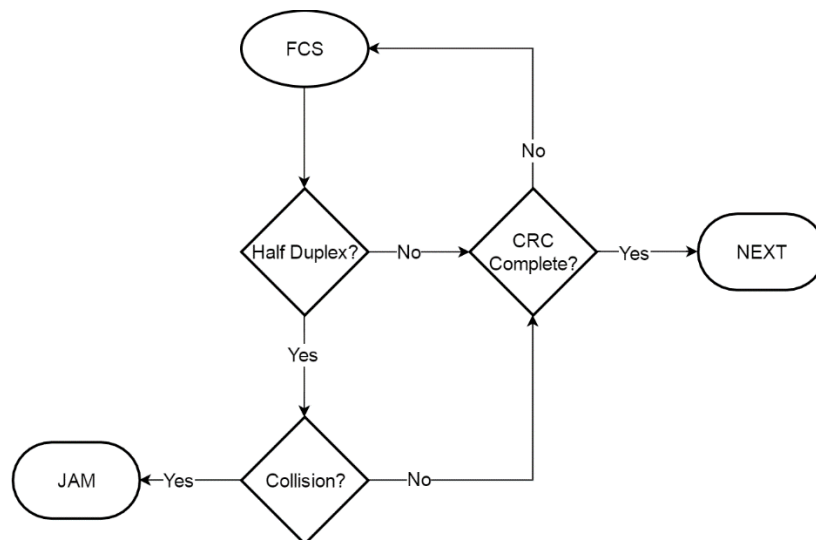 FCS
No
Half Duplex?
No
CRC
Complete?
Yes
NEXT
Yes
JAM
Yes
Collision?
No